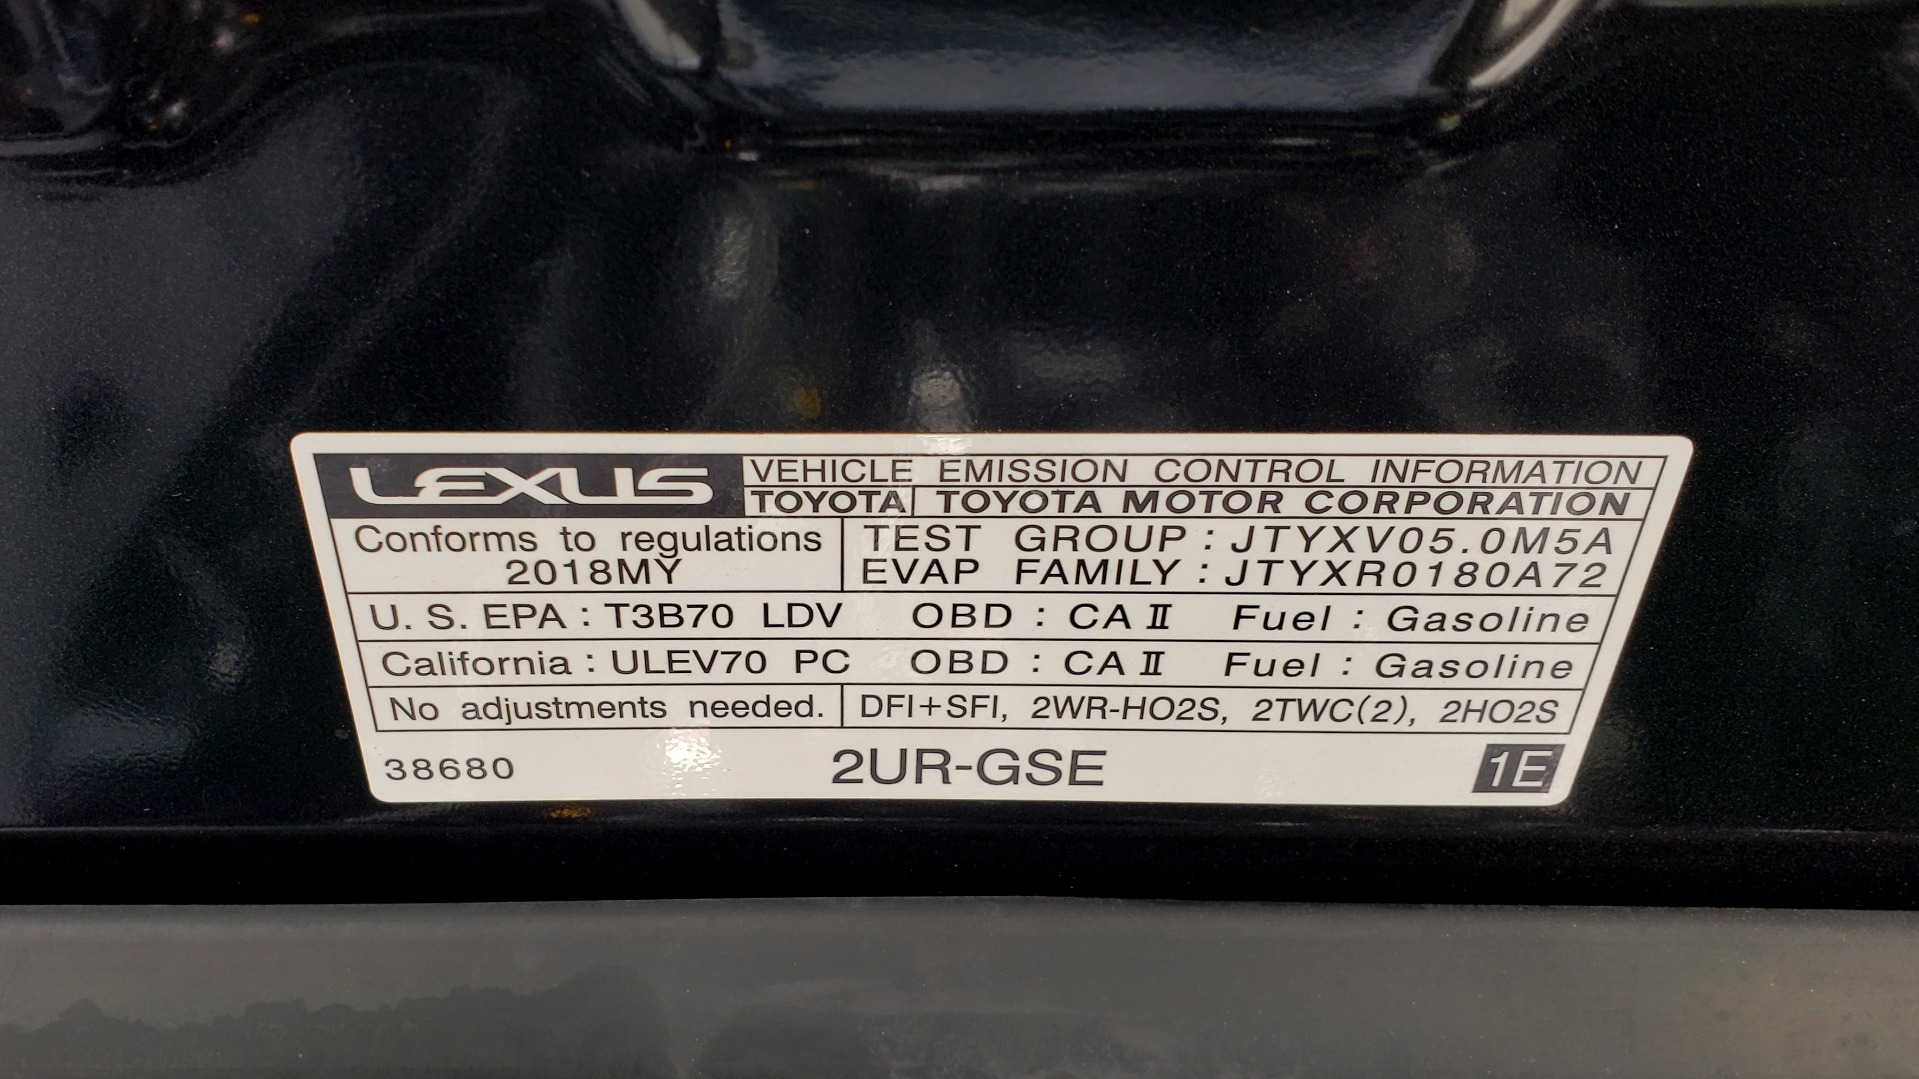 LEXUS VEHICLE EMISSION CONTROL INFORMATION
TOYOTA TOYOTA MOTOR CORPORATION
Conforms to regulations TEST GROUP : JTYXV05.0M5A
2018MY EVAP FAMILY : JTYXR0180A72
U. S. EPA : T3B70 LDV OBD : CA II Fuel : Gasoline
California : ULEV70 PC OBD : CA II Fuel : Gasoline
No adjustments needed. DFI+SFI, 2WR-HO2S, 2TWC(2), 2HO2S
38680 2UR-GSE 1E